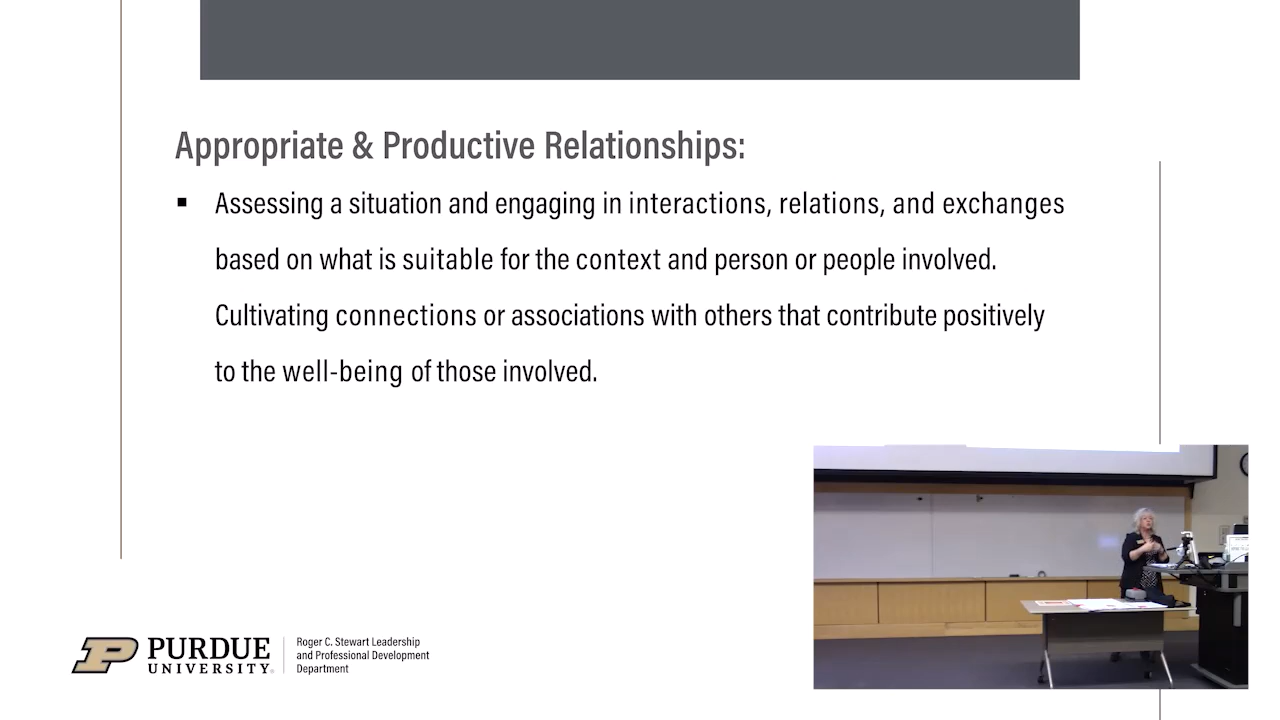 Appropriate & Productive Relationships:
▪ Assessing a situation and engaging in interactions, relations, and exchanges
based on what is suitable for the context and person or people involved.
Cultivating connections or associations with others that contribute positively
to the well-being of those involved.
PURDUE
UNIVERSITY®
Roger C. Stewart Leadership
and Professional Development
Department